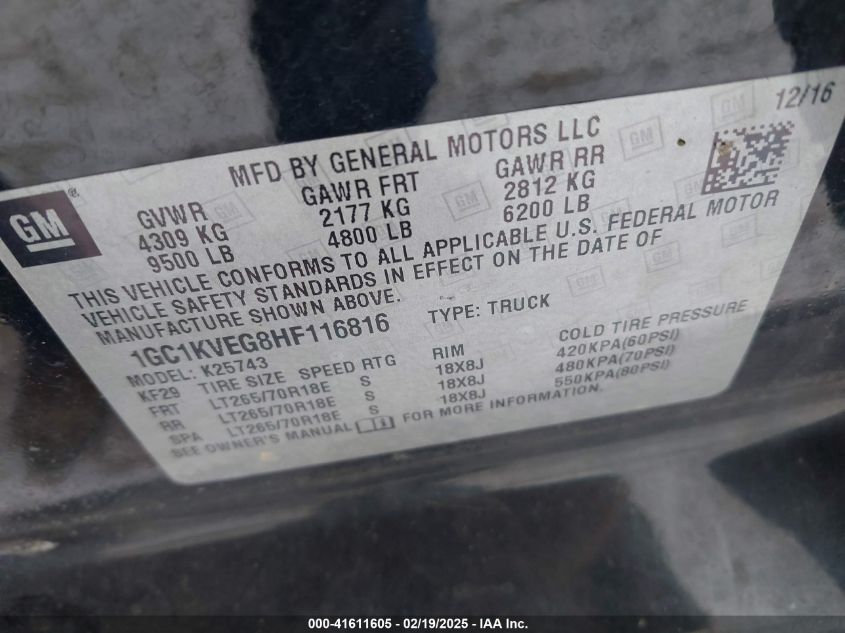 12/16
MFD BY GENERAL MOTORS LLC
GM ®
GVWR GAWR FRT GAWR RR
4309 KG 2177 KG 2812 KG
9500 LB 4800 LB 6200 LB
THIS VEHICLE CONFORMS TO ALL APPLICABLE U.S. FEDERAL MOTOR
VEHICLE SAFETY STANDARDS IN EFFECT ON THE DATE OF
MANUFACTURE SHOWN ABOVE.
1GC1KVEG8HF116816 TYPE: TRUCK
MODEL: K25743
KF29 TIRE SIZE SPEED RTG RIM COLD TIRE PRESSURE
FRT LT265/70R18E S 18X8J 420KPA(60PSI)
RR LT265/70R18E S 18X8J 480KPA(70PSI)
SPA LT265/70R18E S 18X8J 550KPA(80PSI)
SEE OWNER'S MANUAL FOR MORE INFORMATION.
000-41611605 - 02/19/2025 - IAA Inc.